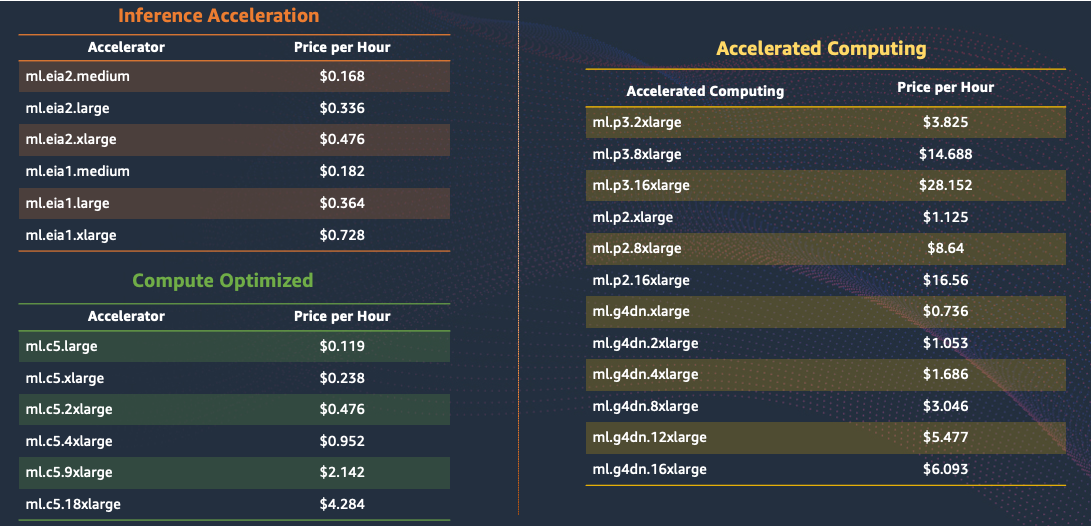 Inference Acceleration
Accelerator Price per Hour
ml.eia2.medium $0.168
ml.eia2.large $0.336
ml.eia2.xlarge $0.476
ml.eia1.medium $0.182
ml.eia1.large $0.364
ml.eia1.xlarge $0.728
Compute Optimized
Accelerator Price per Hour
ml.c5.large $0.119
ml.c5.xlarge $0.238
ml.c5.2xlarge $0.476
ml.c5.4xlarge $0.952
ml.c5.9xlarge $2.142
ml.c5.18xlarge $4.284
Accelerated Computing
Accelerated Computing Price per Hour
ml.p3.2xlarge $3.825
ml.p3.8xlarge $14.688
ml.p3.16xlarge $28.152
ml.p2.xlarge $1.125
ml.p2.8xlarge $8.64
ml.p2.16xlarge $16.56
ml.g4dn.xlarge $0.736
ml.g4dn.2xlarge $1.053
ml.g4dn.4xlarge $1.686
ml.g4dn.8xlarge $3.046
ml.g4dn.12xlarge $5.477
ml.g4dn.16xlarge $6.093